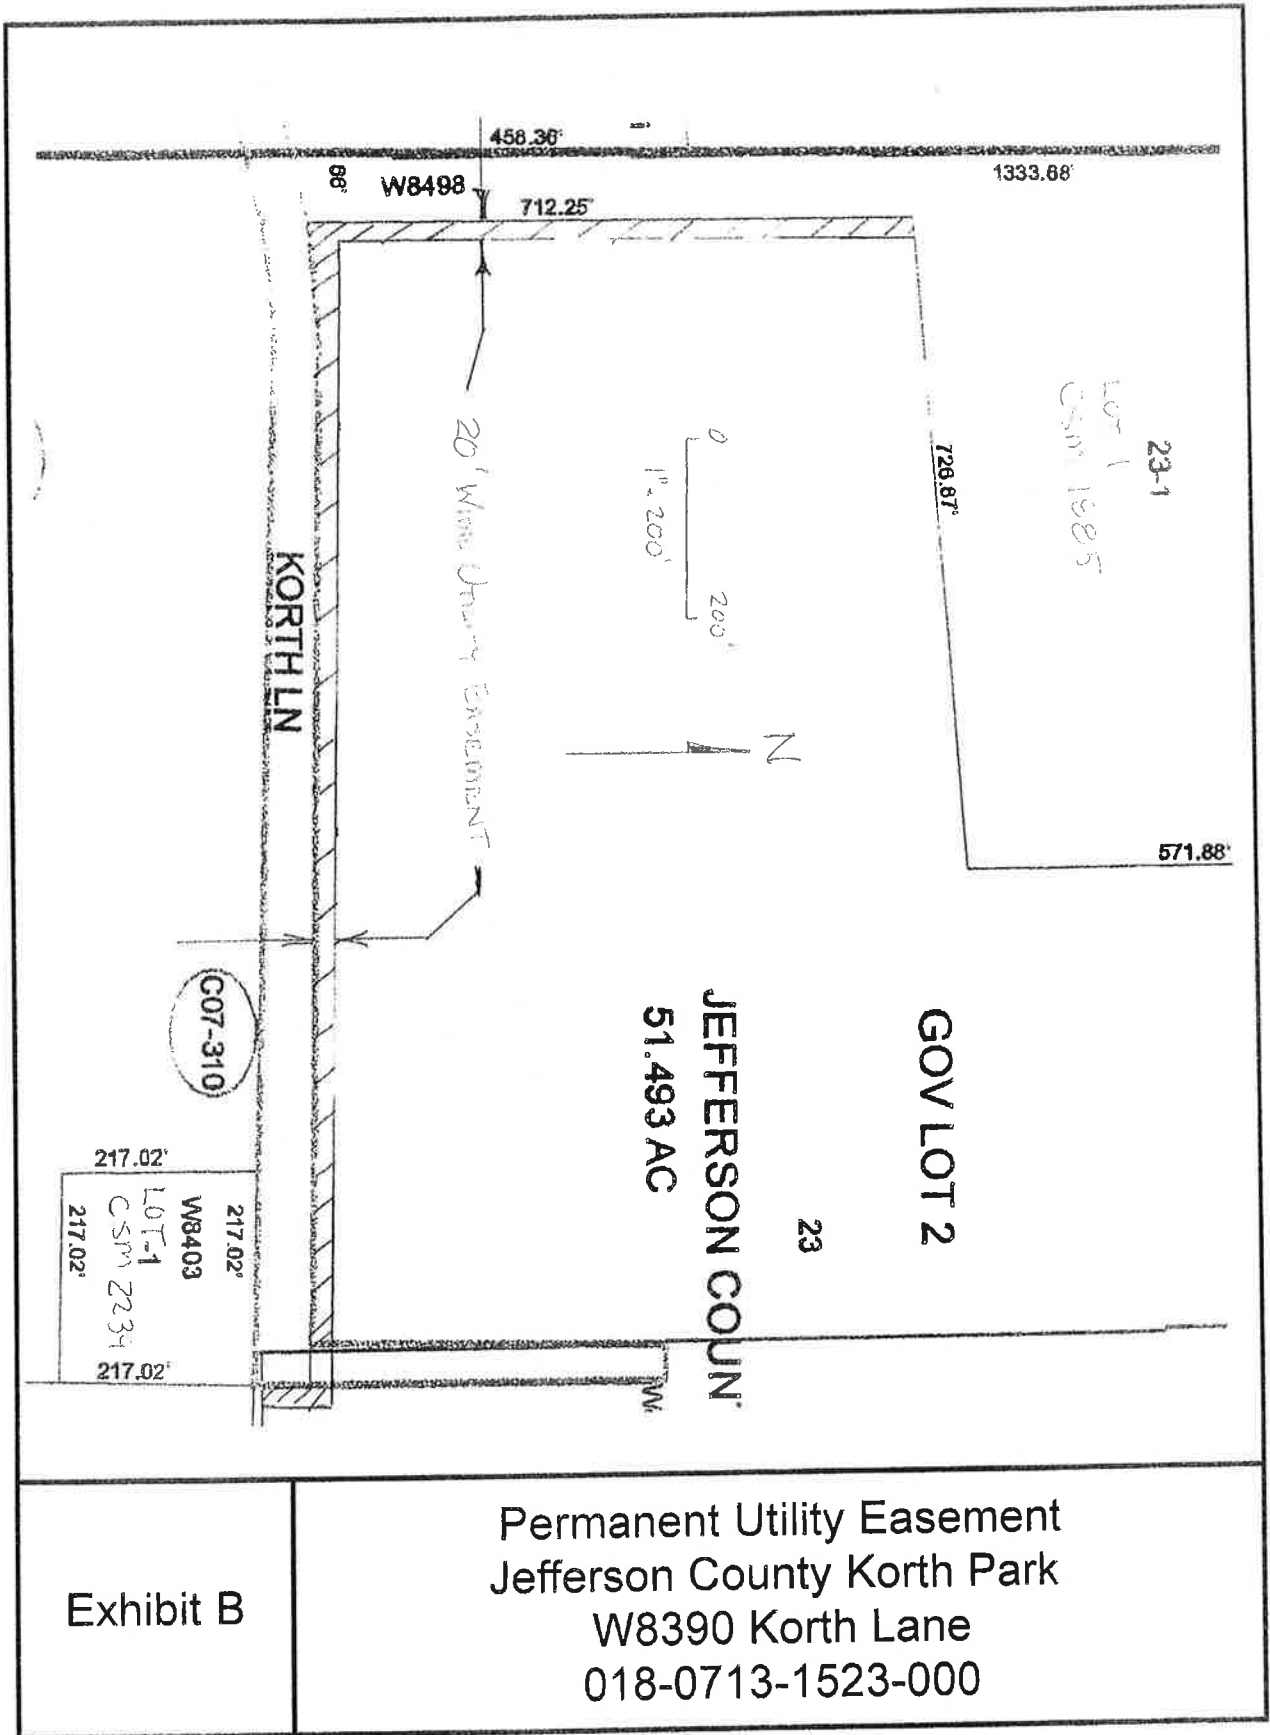 458.36'
1333.68'
66'
W8498
712.25'
23-1
Lot 1
CSM 1885
726.87'
0
200'
1"= 200'
20' Wide Utility Easement
KORTH LN
N
571.88'
C07-310
GOV LOT 2
23
JEFFERSON COUN
51.493 AC
217.02'
217.02'
W8403
LOT-1
217.02'
217.02'
W
Exhibit B
Permanent Utility Easement
Jefferson County Korth Park
W8390 Korth Lane
018-0713-1523-000